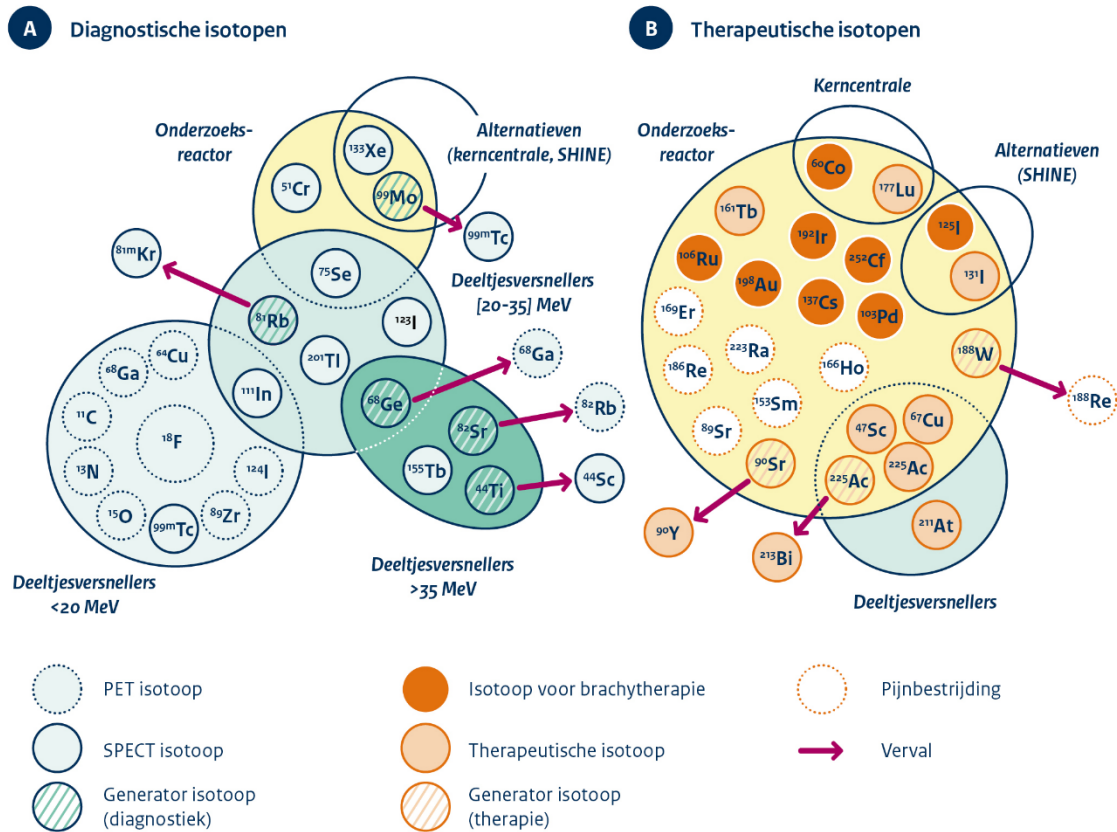 A Diagnostische isotopen
Onderzoeks-
reactor
Alternatieven
(kerncentrale, SHINE)
¹³³Xe
⁵¹Cr
⁹⁹Mo
⁹⁹ᵐTc
⁸¹ᵐKr
⁷⁵Se
Deeltjesversnellers
[20-35] MeV
⁸¹Rb
¹²³I
²⁰¹Tl
⁶⁸Ga
⁶⁴Cu
⁶⁸Ga
¹¹¹In
⁶⁸Ge
⁸²Rb
¹¹C
¹⁸F
⁸²Sr
¹³N
¹²⁴I
¹⁵⁵Tb
⁴⁴Ti
⁴⁴Sc
¹⁵O
⁹⁹ᵐTc
⁸⁹Zr
Deeltjesversnellers
<20 MeV
Deeltjesversnellers
>35 MeV
B Therapeutische isotopen
Kerncentrale
Onderzoeks-
reactor
Alternatieven
(SHINE)
⁶⁰Co
¹⁷⁷Lu
¹⁶¹Tb
¹⁹²Ir
¹²⁵I
¹⁰⁶Ru
²⁵²Cf
¹³¹I
¹⁹⁸Au
¹³⁷Cs
¹⁰³Pd
¹⁶⁹Er
²²³Ra
¹⁸⁸W
¹⁸⁶Re
¹⁶⁶Ho
¹⁸⁸Re
¹⁵³Sm
⁸⁹Sr
⁴⁷Sc
⁶⁷Cu
⁹⁰Sr
²²⁵Ac
²²⁵Ac
²¹¹At
⁹⁰Y
²¹³Bi
Deeltjesversnellers
PET isotoop
Isotoop voor brachytherapie
Pijnbestrijding
SPECT isotoop
Therapeutische isotoop
Verval
Generator isotoop
(diagnostiek)
Generator isotoop
(therapie)